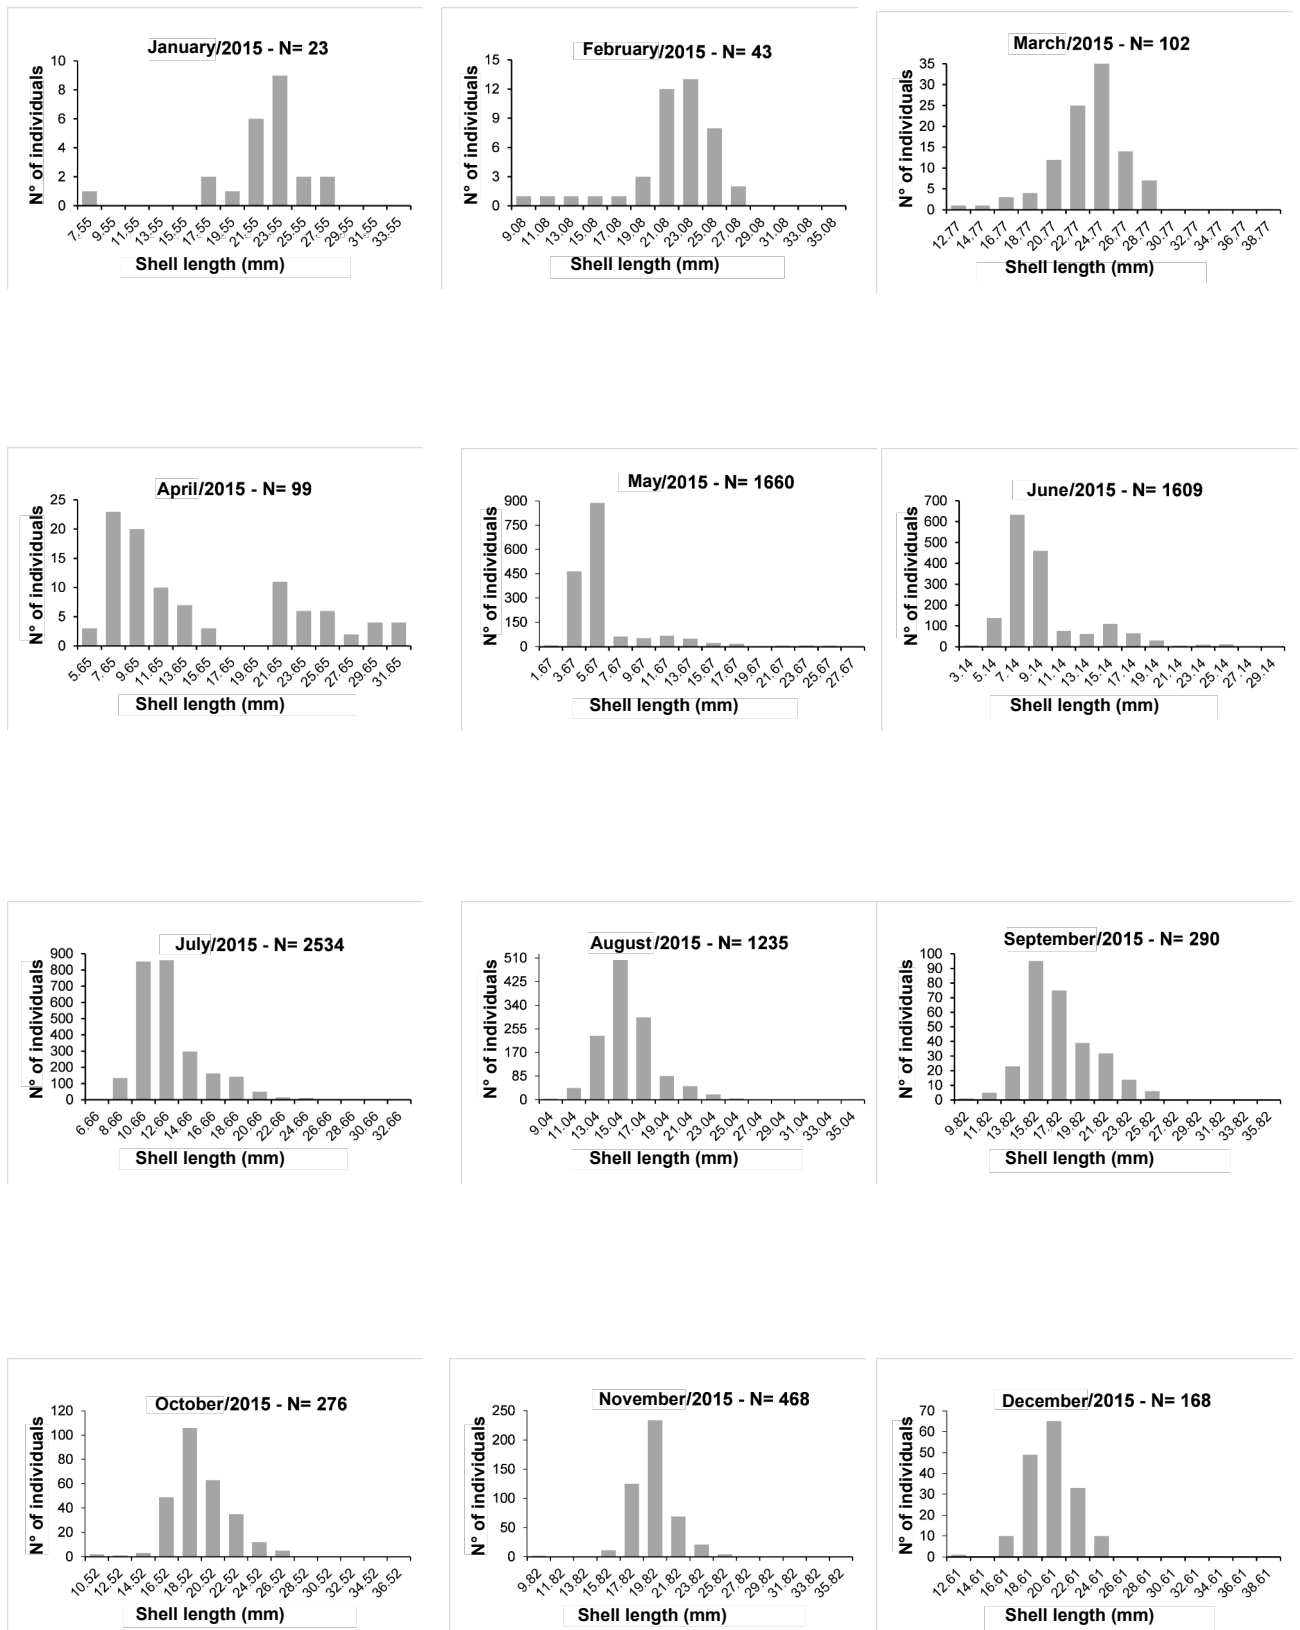 January/2015 - N= 23
N° of individuals
10
8
6
4
2
0
7.55 9.55 11.55 13.55 15.55 17.55 19.55 21.55 23.55 25.55 27.55 29.55 31.55 33.55
Shell length (mm)
February/2015 - N= 43
N° of individuals
15
12
9
6
3
0
9.08 11.08 13.08 15.08 17.08 19.08 21.08 23.08 25.08 27.08 29.08 31.08 33.08 35.08
Shell length (mm)
March/2015 - N= 102
N° of individuals
35
30
25
20
15
10
5
0
12.77 14.77 16.77 18.77 20.77 22.77 24.77 26.77 28.77 30.77 32.77 34.77 36.77 38.77
Shell length (mm)
April/2015 - N= 99
N° of individuals
25
20
15
10
5
0
5.65 7.65 9.65 11.65 13.65 15.65 17.65 19.65 21.65 23.65 25.65 27.65 29.65 31.65
Shell length (mm)
May/2015 - N= 1660
N° of individuals
900
750
600
450
300
150
0
1.67 3.67 5.67 7.67 9.67 11.67 13.67 15.67 17.67 19.67 21.67 23.67 25.67 27.67
Shell length (mm)
June/2015 - N= 1609
N° of individuals
700
600
500
400
300
200
100
0
3.14 5.14 7.14 9.14 11.14 13.14 15.14 17.14 19.14 21.14 23.14 25.14 27.14 29.14
Shell length (mm)
July/2015 - N= 2534
N° of individuals
900
800
700
600
500
400
300
200
100
0
6.66 8.66 10.66 12.66 14.66 16.66 18.66 20.66 22.66 24.66 26.66 28.66 30.66 32.66
Shell length (mm)
August/2015 - N= 1235
N° of individuals
510
425
340
255
170
85
0
9.04 11.04 13.04 15.04 17.04 19.04 21.04 23.04 25.04 27.04 29.04 31.04 33.04 35.04
Shell length (mm)
September/2015 - N= 290
N° of individuals
100
90
80
70
60
50
40
30
20
10
0
9.82 11.82 13.82 15.82 17.82 19.82 21.82 23.82 25.82 27.82 29.82 31.82 33.82 35.82
Shell length (mm)
October/2015 - N= 276
N° of individuals
120
100
80
60
40
20
0
10.52 12.52 14.52 16.52 18.52 20.52 22.52 24.52 26.52 28.52 30.52 32.52 34.52 36.52
Shell length (mm)
November/2015 - N= 468
N° of individuals
250
200
150
100
50
0
9.82 11.82 13.82 15.82 17.82 19.82 21.82 23.82 25.82 27.82 29.82 31.82 33.82 35.82
Shell length (mm)
December/2015 - N= 168
N° of individuals
70
60
50
40
30
20
10
0
12.61 14.61 16.61 18.61 20.61 22.61 24.61 26.61 28.61 30.61 32.61 34.61 36.61 38.61
Shell length (mm)